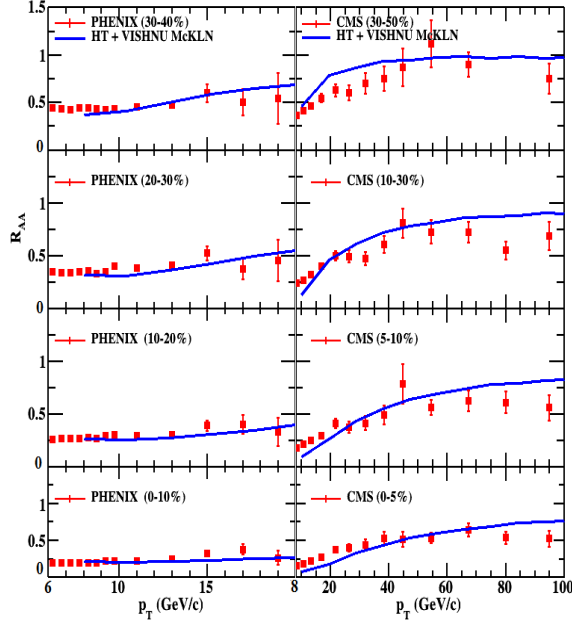 1.5
PHENIX (30-40%)
HT + VISHNU McKLN
CMS (30-50%)
HT + VISHNU McKLN
1
0.5
0
PHENIX (20-30%)
CMS (10-30%)
R_AA
1
0.5
0
PHENIX (10-20%)
CMS (5-10%)
1
0.5
0
PHENIX (0-10%)
CMS (0-5%)
1
0.5
0
6 10 15 8 20 40 60 80 100
p_T (GeV/c) p_T (GeV/c)